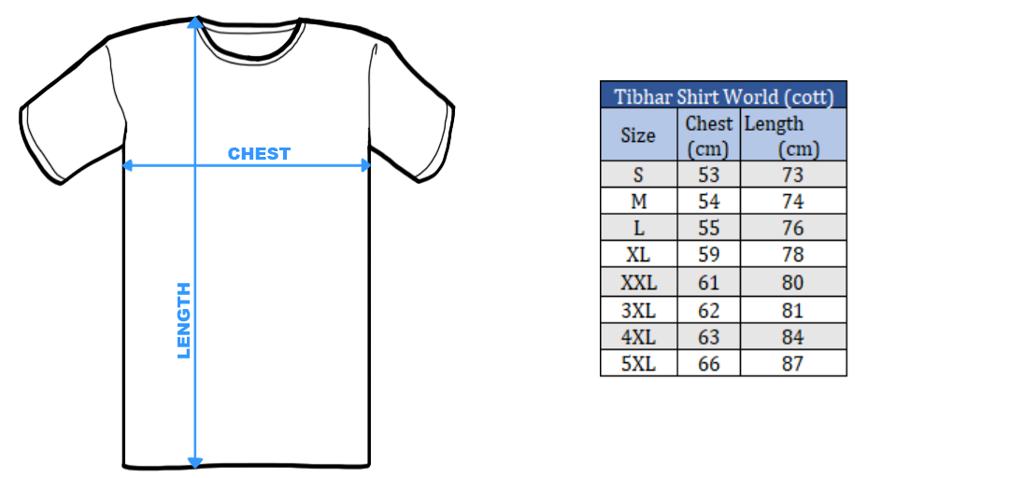 CHEST
LENGTH
Tibhar Shirt World (cott)
Size Chest (cm) Length (cm)
S 53 73
M 54 74
L 55 76
XL 59 78
XXL 61 80
3XL 62 81
4XL 63 84
5XL 66 87